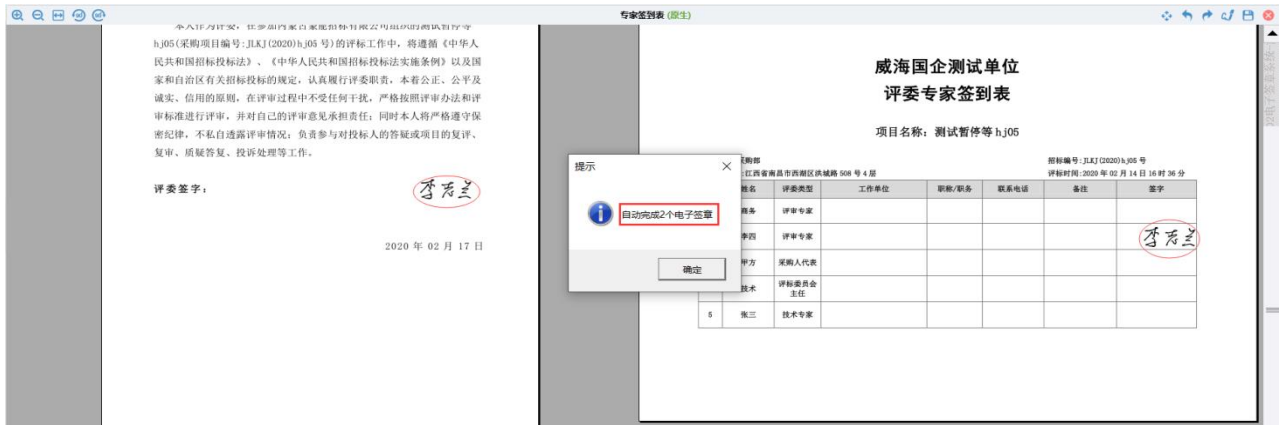 专家签到表 (原生)
本人作为评委，在参加内蒙古蒙能招标有限公司组织的测试暂停等
hj05(采购项目编号:JLKJ(2020)hj05 号)的评标工作中，将遵循《中华人
民共和国招标投标法》、《中华人民共和国招标投标法实施条例》以及国
家和自治区有关招标投标的规定，认真履行评委职责，本着公正、公平及
诚实、信用的原则，在评审过程中不受任何干扰，严格按照评审办法和评
审标准进行评审，并对自己的评审意见承担责任；同时本人将严格遵守保
密纪律，不私自透露评审情况；负责参与对投标人的答疑或项目的复评、
复审、质疑答复、投诉处理等工作。
评委签字：
李志兰
2020 年 02 月 17 日
提示
自动完成2个电子签章
确定
威海国企测试单位
评委专家签到表
项目名称：测试暂停等 hj05
采购部
招标编号:JLKJ(2020)hj05 号
:江西省南昌市西湖区洪城路 508 号 4 层
评标时间:2020 年 02 月 14 日 16 时 36 分
姓名 评委类型 工作单位 职称/职务 联系电话 备注 签字
商务 评审专家
李四 评审专家 李志兰
甲方 采购人代表
技术 评标委员会主任
5 张三 技术专家